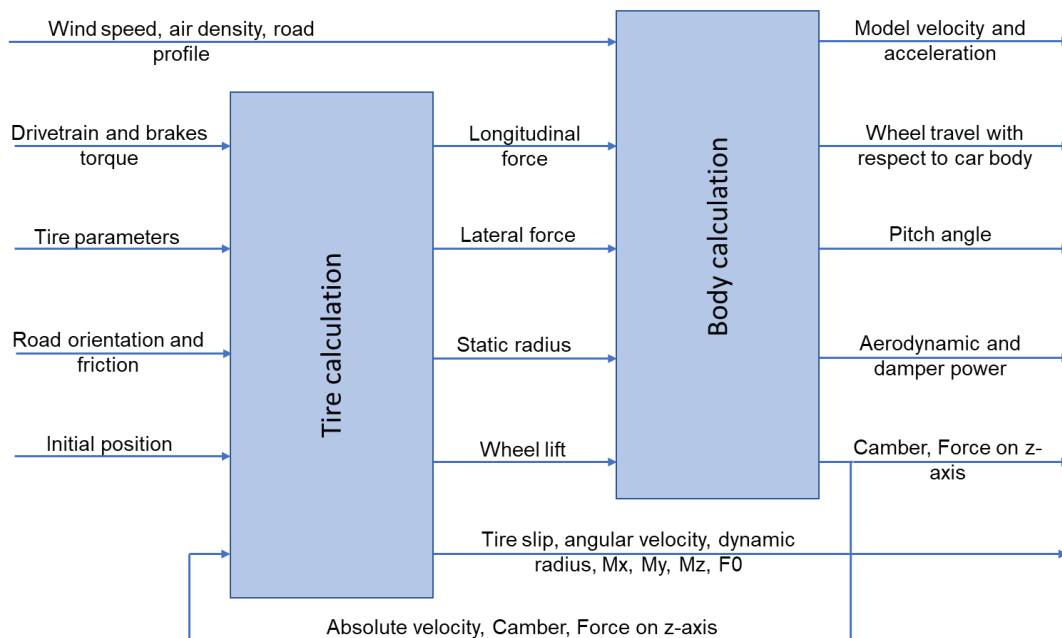 Wind speed, air density, road
profile
Model velocity and
acceleration
Drivetrain and brakes
torque
Longitudinal
force
Wheel travel with
respect to car body
Tire parameters
Lateral force
Pitch angle
Tire calculation
Body calculation
Road orientation and
friction
Static radius
Aerodynamic and
damper power
Initial position
Wheel lift
Camber, Force on z-
axis
Tire slip, angular velocity, dynamic
radius, Mx, My, Mz, F0
Absolute velocity, Camber, Force on z-axis